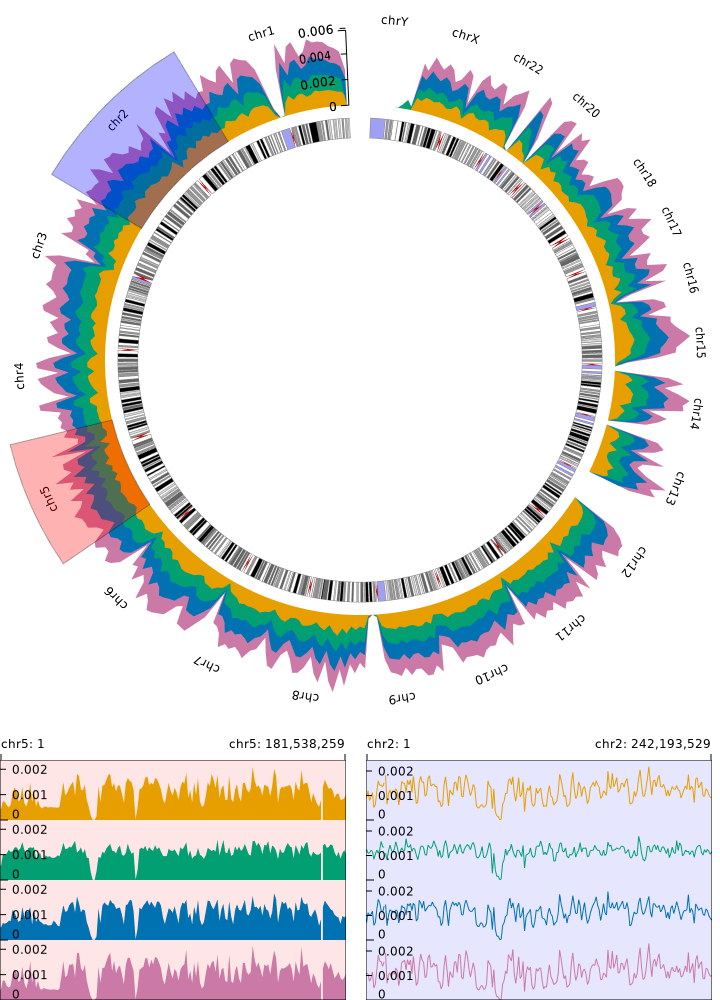 0.006
0.004
0.002
0
chr1
chrY
chrX
chr22
chr20
chr18
chr17
chr16
chr15
chr14
chr13
chr12
chr11
chr10
chr9
chr8
chr7
chr6
chr5
chr4
chr3
chr2
chr5: 1
chr5: 181,538,259
0.002
0.001
0
0.002
0.001
0
0.002
0.001
0
0.002
0.001
0
chr2: 1
chr2: 242,193,529
0.002
0.001
0
0.002
0.001
0
0.002
0.001
0
0.002
0.001
0